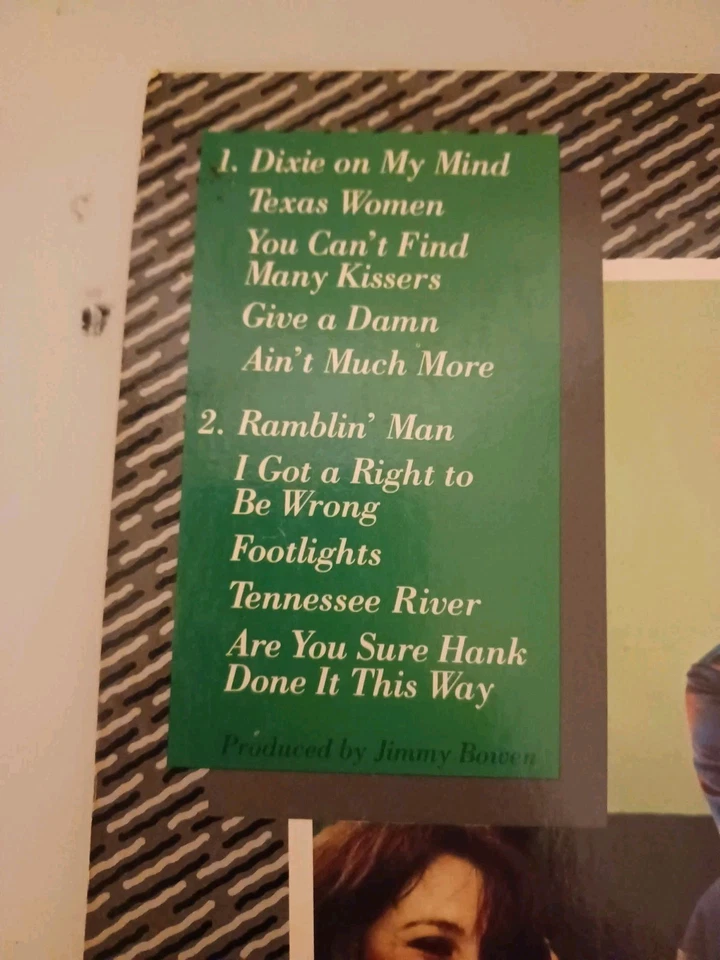 1. Dixie on My Mind
Texas Women
You Can't Find
Many Kissers
Give a Damn
Ain't Much More
2. Ramblin' Man
I Got a Right to
Be Wrong
Footlights
Tennessee River
Are You Sure Hank
Done It This Way
Produced by Jimmy Bowen